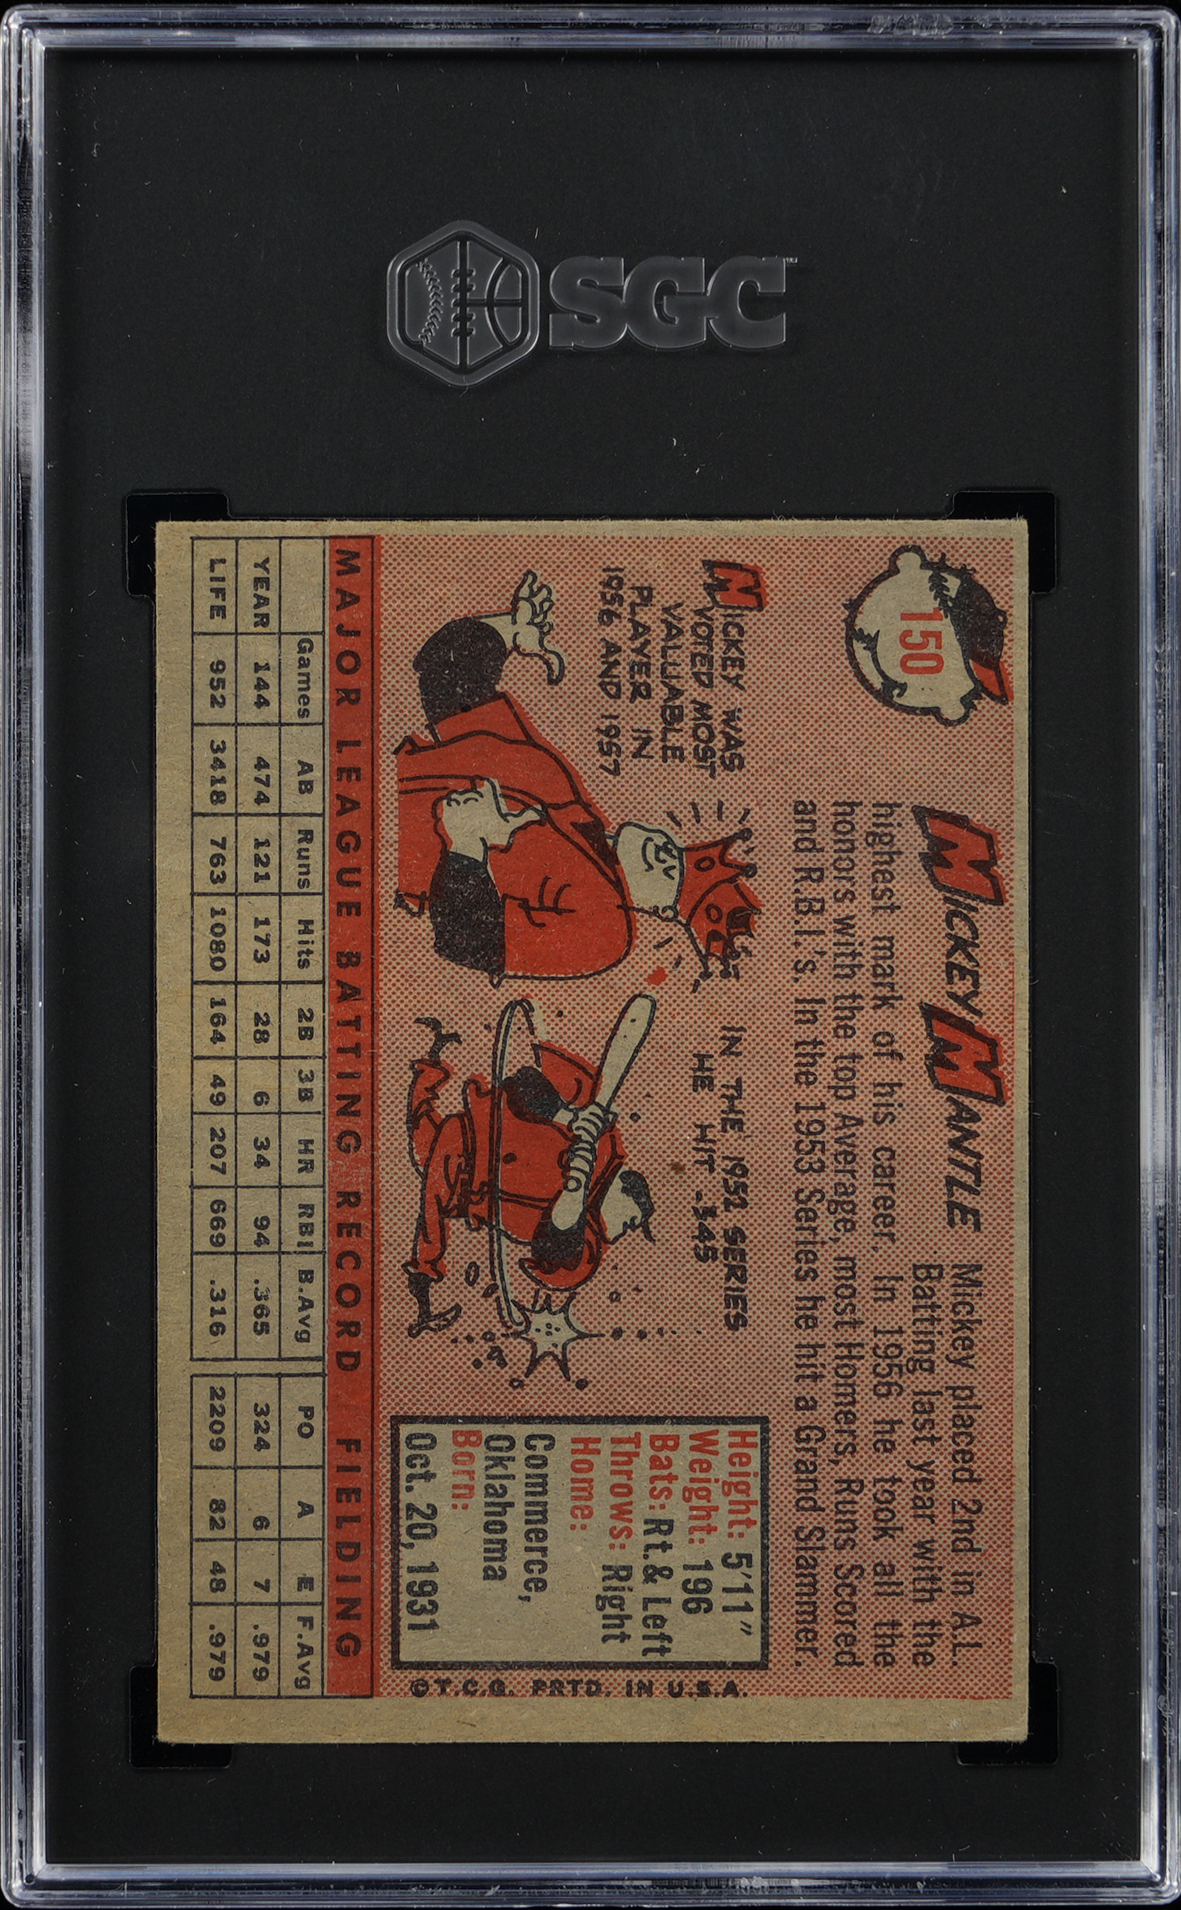 SGC
150
MICKEY MANTLE
Mickey placed 2nd in A.L.
Batting last year with the
highest mark of his career. In 1956 he took all the
honors with the top Average, most Homers, Runs Scored
and R.B.I.'s. In the 1953 Series he hit a Grand Slammer.
MICKEY WAS
VOTED MOST
VALUABLE
PLAYER IN
1956 AND 1957
IN THE 1952 SERIES
HE HIT .345
Height: 5'11"
Weight: 196
Bats: Rt. & Left
Throws: Right
Home:
Commerce,
Oklahoma
Born:
Oct. 20, 1931
©T.C.G. PRTD. IN U.S.A.
MAJOR LEAGUE BATTING RECORD FIELDING
Games AB Runs Hits 2B 3B HR RBI B.Avg PO A E F.Avg
YEAR 144 474 121 173 28 6 34 94 .365 324 6 7 .979
LIFE 952 3418 763 1080 164 49 207 669 .316 2209 82 48 .979